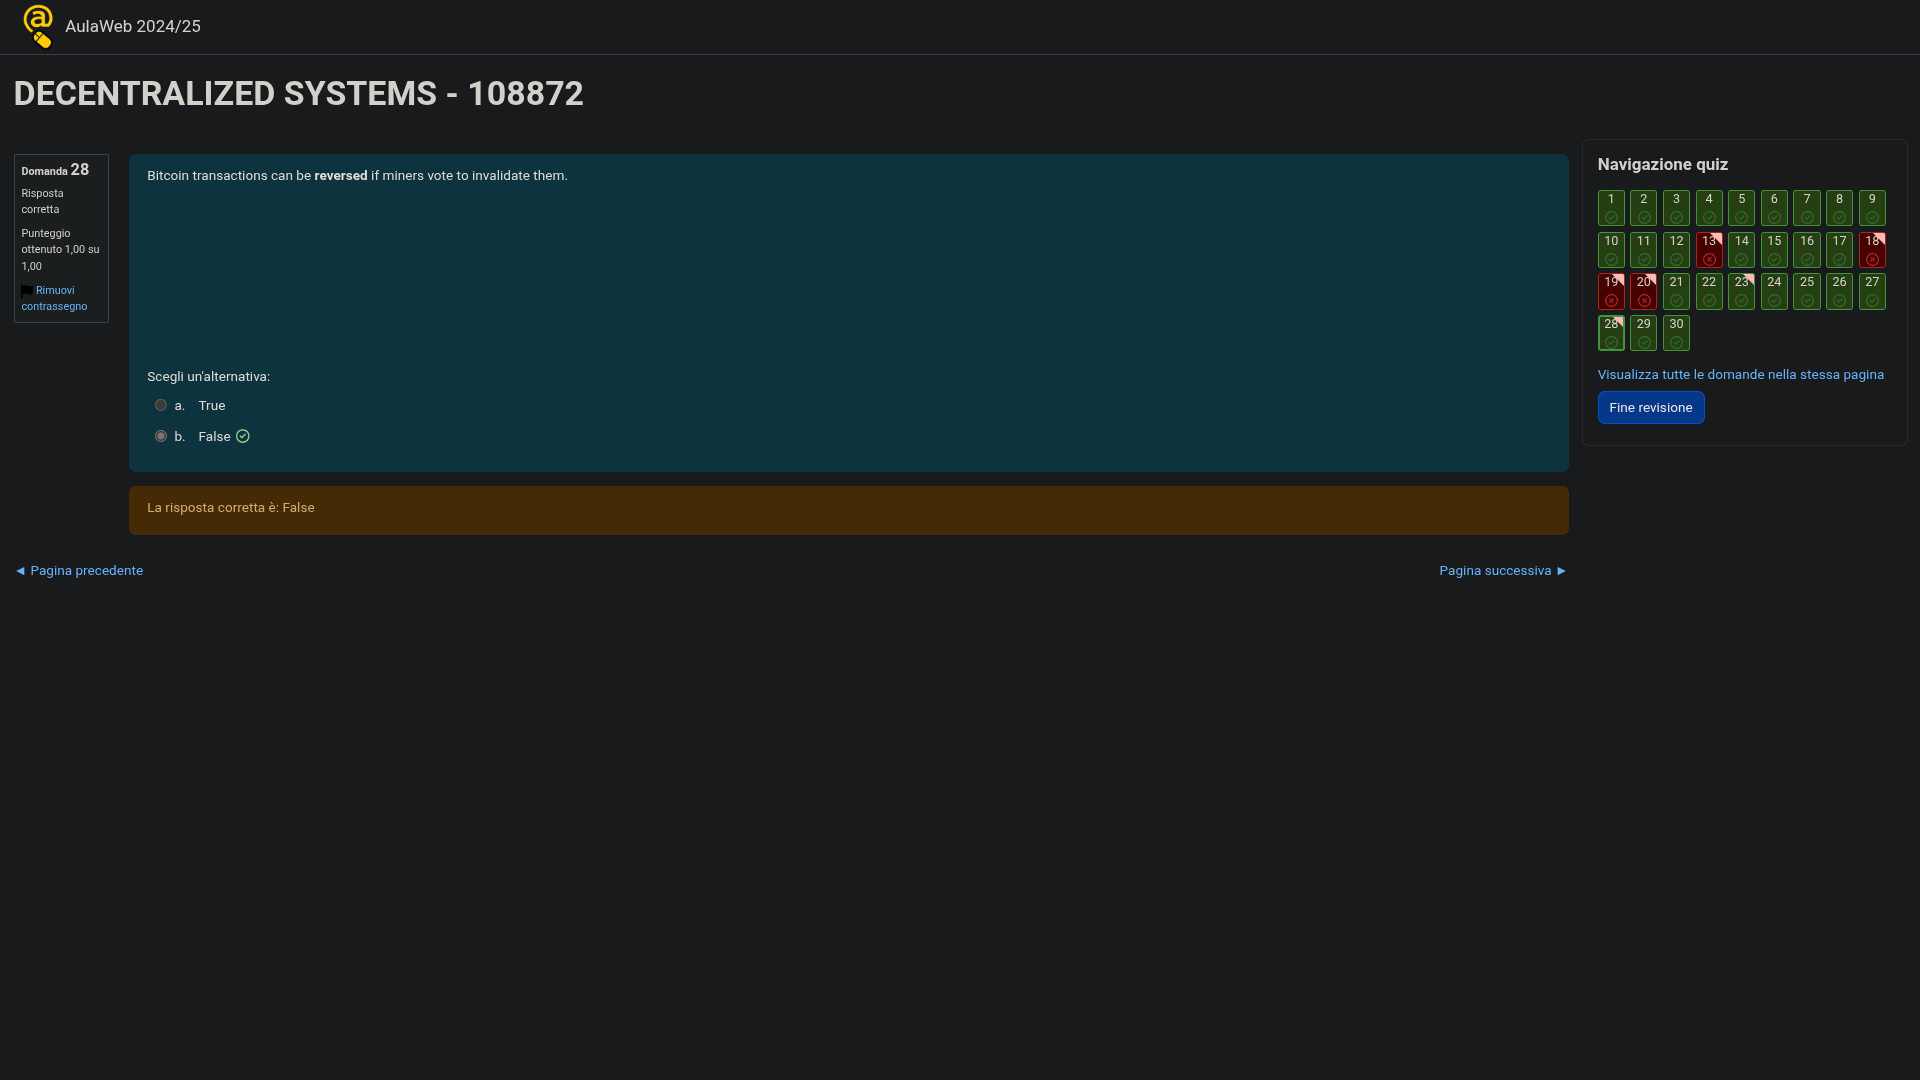 AulaWeb 2024/25
DECENTRALIZED SYSTEMS - 108872
Domanda 28
Risposta
corretta
Punteggio
ottenuto 1,00 su
1,00
Rimuovi
contrassegno
Bitcoin transactions can be reversed if miners vote to invalidate them.
Scegli un'alternativa:
a. True
b. False
La risposta corretta è: False
◄ Pagina precedente
Pagina successiva ►
Navigazione quiz
1 2 3 4 5 6 7 8 9
10 11 12 13 14 15 16 17 18
19 20 21 22 23 24 25 26 27
28 29 30
Visualizza tutte le domande nella stessa pagina
Fine revisione